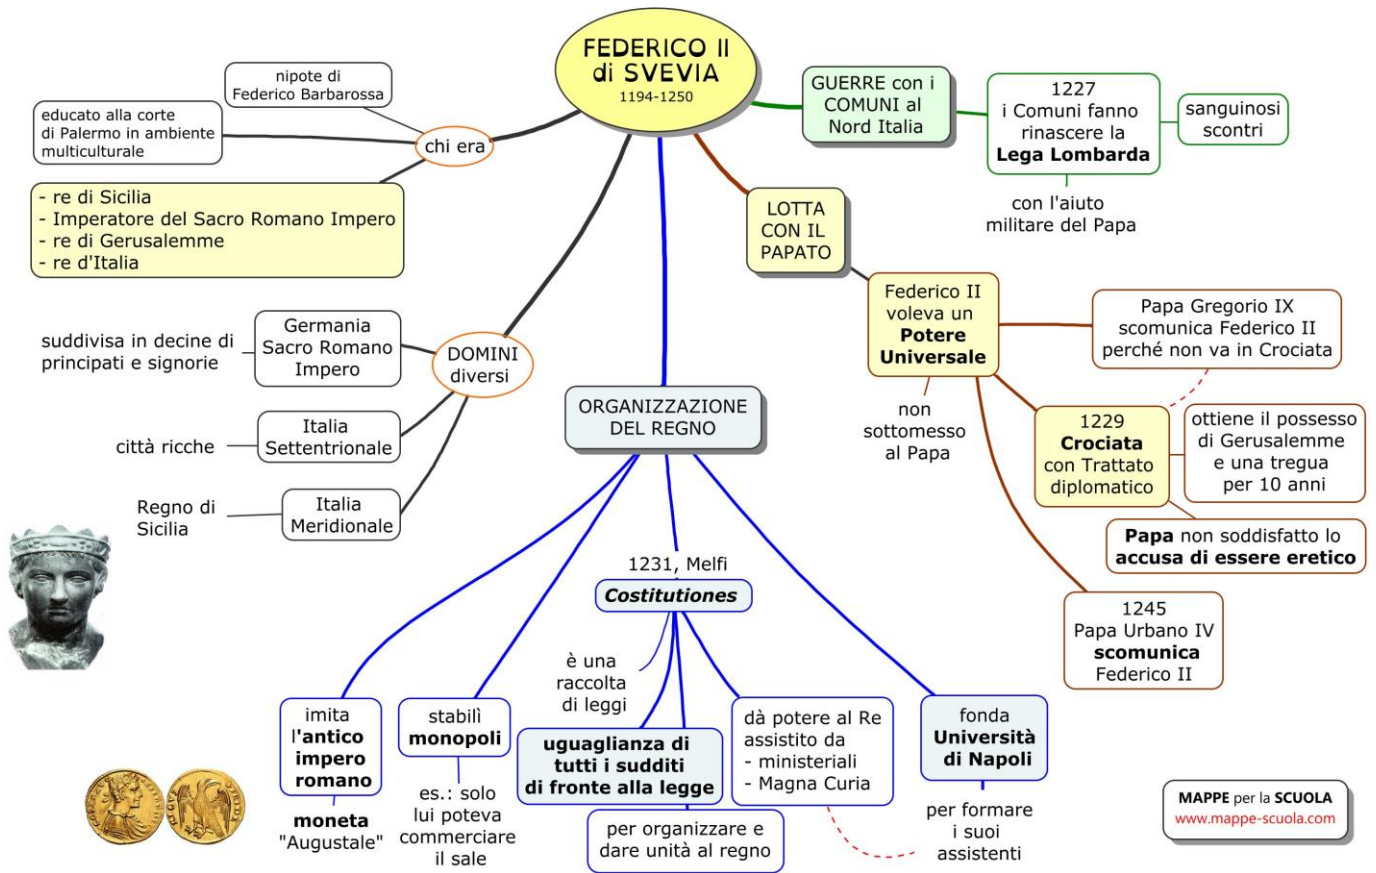 FEDERICO II
di SVEVIA
1194-1250
chi era
nipote di
Federico Barbarossa
educato alla corte
di Palermo in ambiente
multiculturale
- re di Sicilia
- Imperatore del Sacro Romano Impero
- re di Gerusalemme
- re d'Italia
DOMINI
diversi
Germania
Sacro Romano
Impero
suddivisa in decine di
principati e signorie
Italia
Settentrionale
città ricche
Italia
Meridionale
Regno di
Sicilia
ORGANIZZAZIONE
DEL REGNO
imita
l'antico
impero
romano
moneta
"Augustale"
stabilì
monopoli
es.: solo
lui poteva
commerciare
il sale
1231, Melfi
Costitutiones
è una
raccolta
di leggi
uguaglianza di
tutti i sudditi
di fronte alla legge
per organizzare e
dare unità al regno
dà potere al Re
assistito da
- ministeriali
- Magna Curia
fonda
Università
di Napoli
per formare
i suoi
assistenti
LOTTA
CON IL
PAPATO
Federico II
voleva un
Potere
Universale
non
sottomesso
al Papa
Papa Gregorio IX
scomunica Federico II
perché non va in Crociata
1229
Crociata
con Trattato
diplomatico
ottiene il possesso
di Gerusalemme
e una tregua
per 10 anni
Papa non soddisfatto lo
accusa di essere eretico
1245
Papa Urbano IV
scomunica
Federico II
GUERRE con i
COMUNI al
Nord Italia
1227
i Comuni fanno
rinascere la
Lega Lombarda
sanguinosi
scontri
con l'aiuto
militare del Papa
MAPPE per la SCUOLA
www.mappe-scuola.com